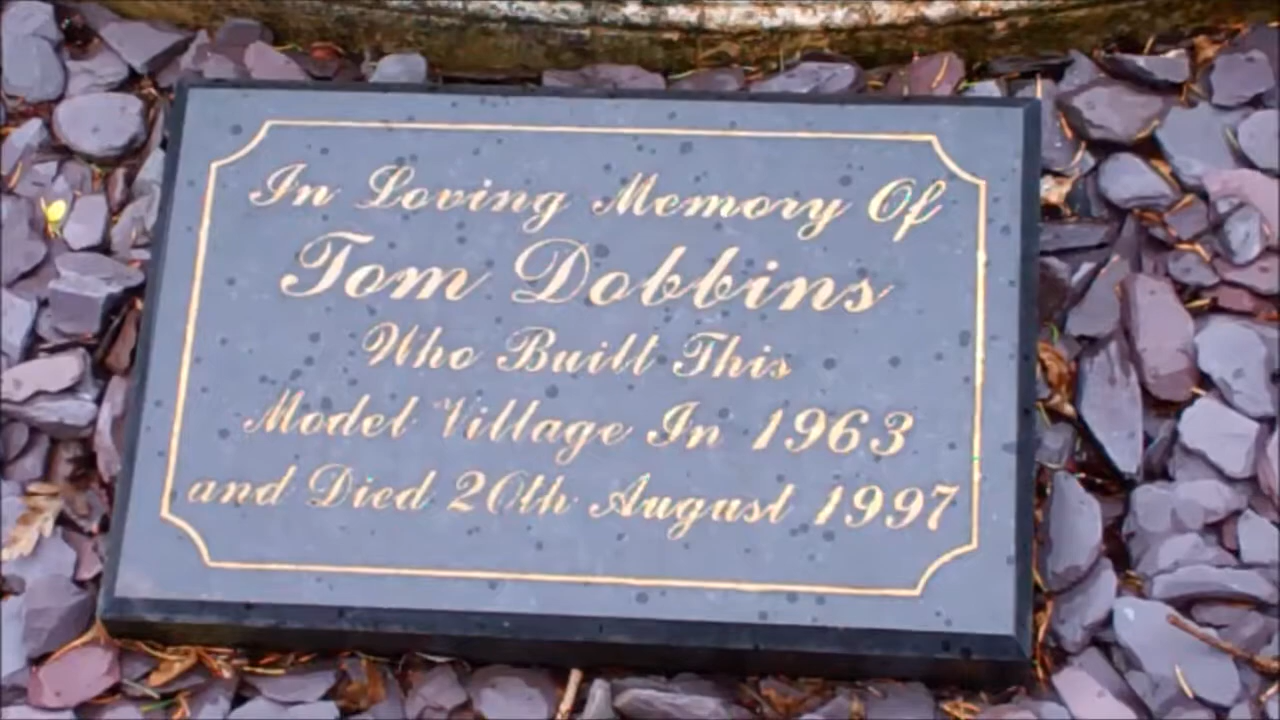 In Loving Memory Of
Tom Dobbins
Who Built This
Model Village In 1963
and Died 20th August 1997